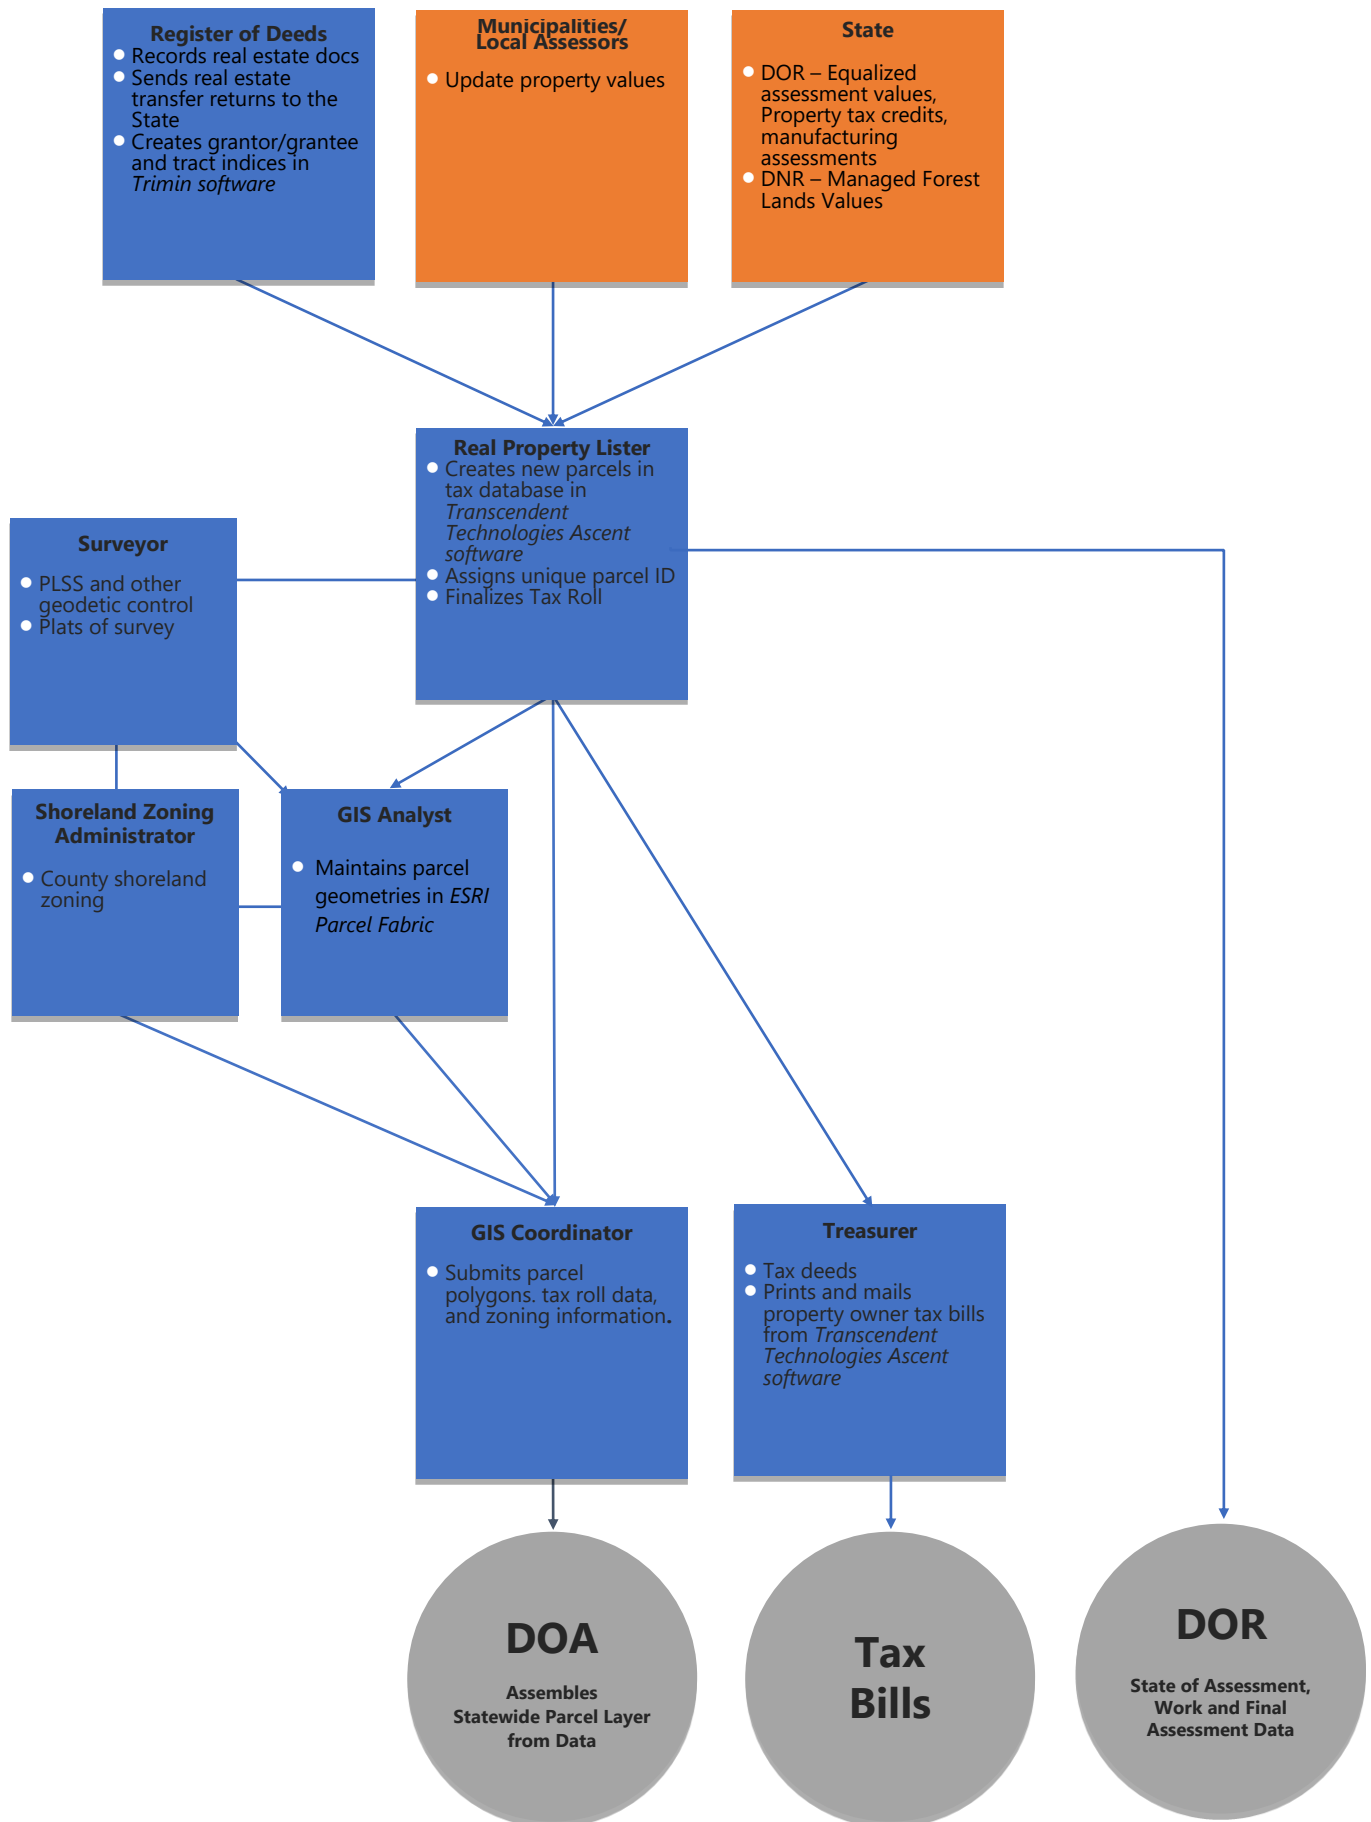 Register of Deeds
Records real estate docs
Sends real estate
transfer returns to the
State
Creates grantor/grantee
and tract indices in
Trimin software
Municipalities/
Local Assessors
Update property values
State
DOR – Equalized
assessment values,
Property tax credits,
manufacturing
assessments
DNR – Managed Forest
Lands Values
Real Property Lister
Creates new parcels in
tax database in
Transcendent
Technologies Ascent
software
Assigns unique parcel ID
Finalizes Tax Roll
Surveyor
PLSS and other
geodetic control
Plats of survey
Shoreland Zoning
Administrator
County shoreland
zoning
GIS Analyst
Maintains parcel
geometries in ESRI
Parcel Fabric
GIS Coordinator
Submits parcel
polygons. tax roll data,
and zoning information.
Treasurer
Tax deeds
Prints and mails
property owner tax bills
from Transcendent
Technologies Ascent
software
DOA
Assembles
Statewide Parcel Layer
from Data
Tax
Bills
DOR
State of Assessment,
Work and Final
Assessment Data